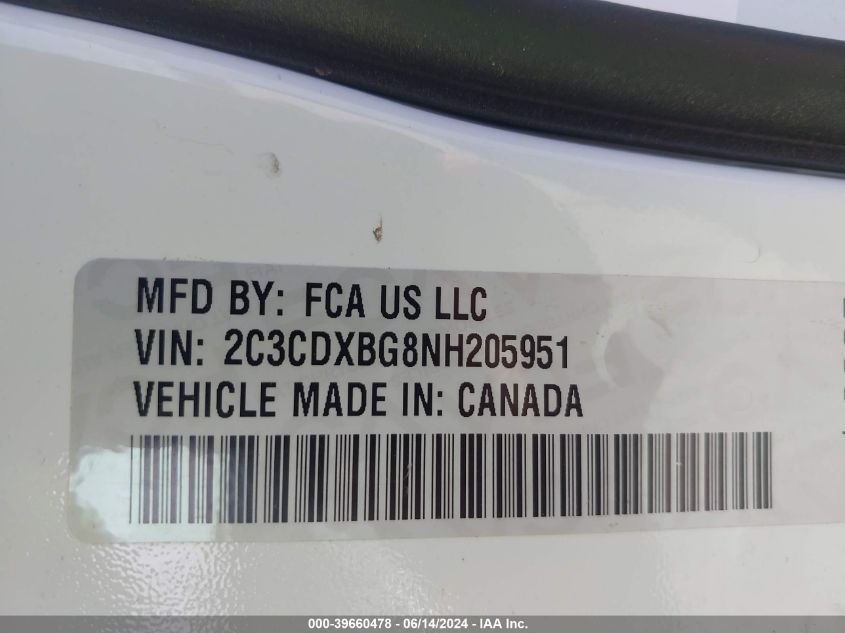 MFD BY: FCA US LLC
VIN: 2C3CDXBG8NH205951
VEHICLE MADE IN: CANADA
000-39660478 - 06/14/2024 - IAA Inc.